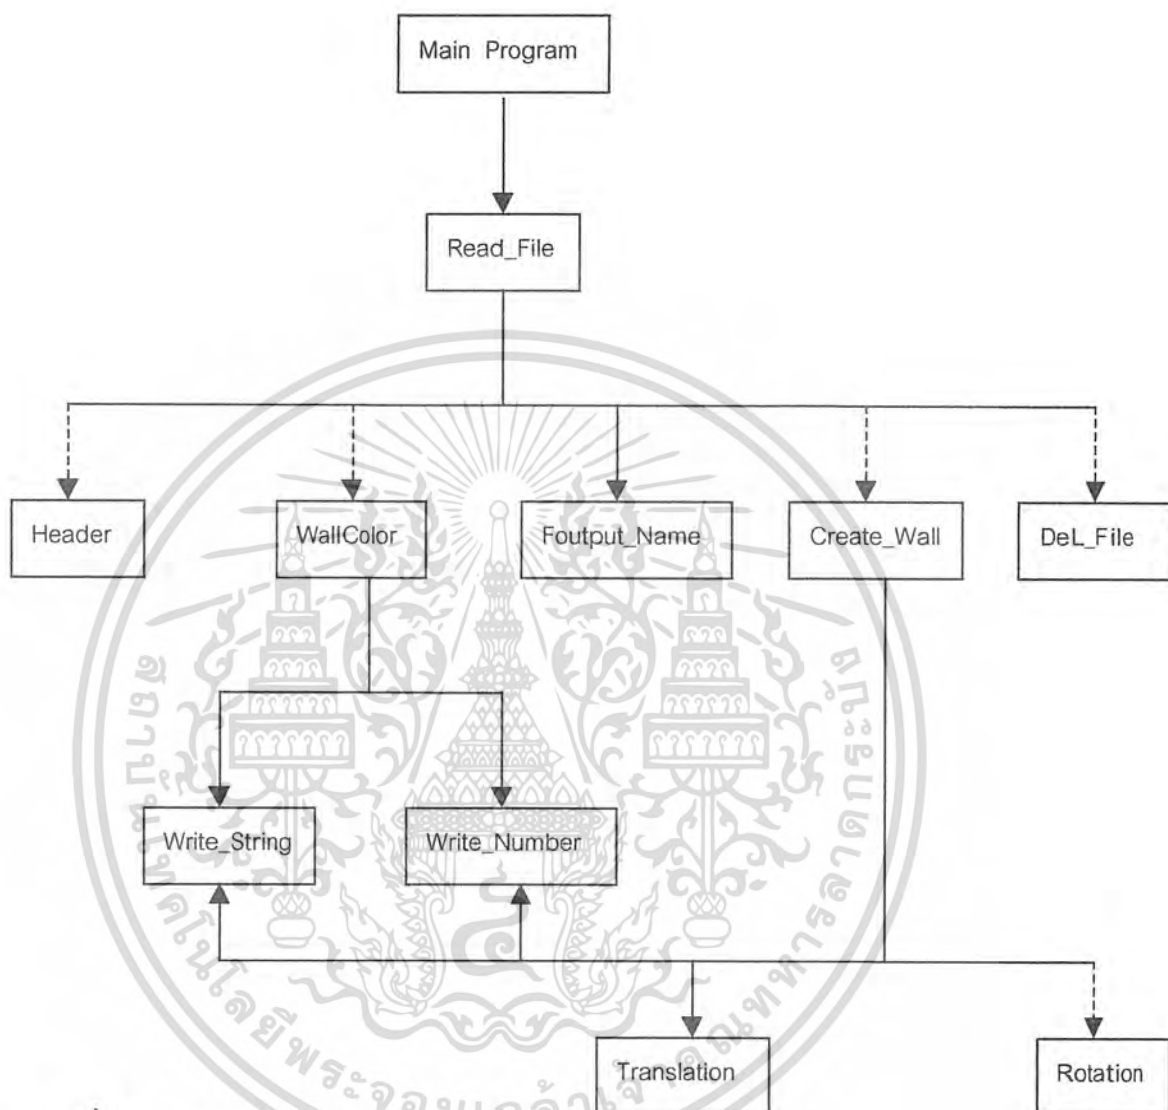 Main Program
Read_File
Header
WallColor
Foutput_Name
Create_Wall
DeL_File
Write_String
Write_Number
Translation
Rotation